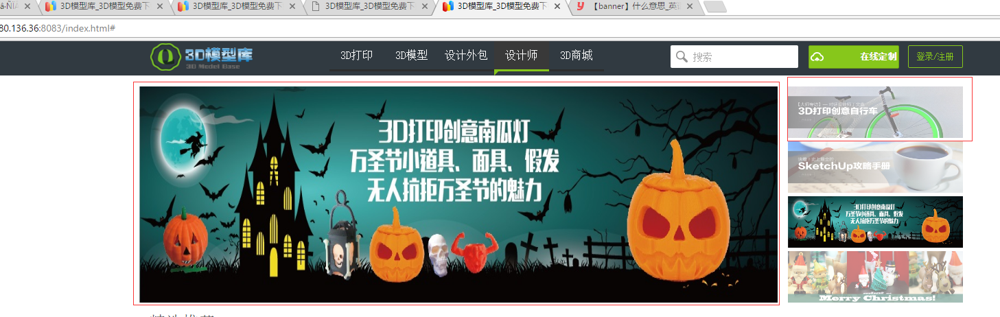 3D模型库_3D模型免费下
3D模型库_3D模型免费下
3D模型库_3D模型免费下
3D模型库_3D模型免费下
【banner】什么意思_英
80.136.36:8083/index.html#
3D模型库
3D Model Base
3D打印
3D模型
设计外包
设计师
3D商城
搜索
在线定制
登录/注册
3D打印创意南瓜灯
万圣节小道具、面具、假发
无人抗拒万圣节的魅力
3D打印创意自行车
SketchUp攻略手册
3D打印创意南瓜灯
万圣节小道具、面具、假发
无人抗拒万圣节的魅力
Merry Christmas!